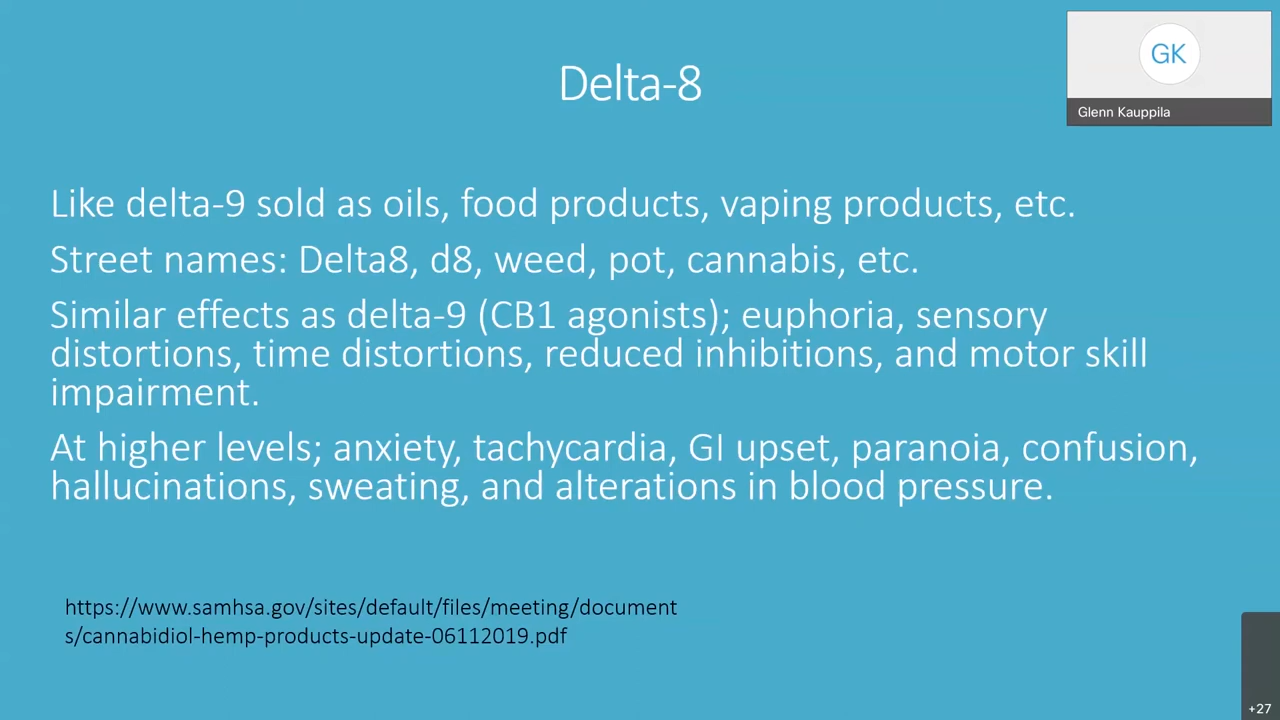 Delta-8
GK
Glenn Kauppila
Like delta-9 sold as oils, food products, vaping products, etc.
Street names: Delta8, d8, weed, pot, cannabis, etc.
Similar effects as delta-9 (CB1 agonists); euphoria, sensory
distortions, time distortions, reduced inhibitions, and motor skill
impairment.
At higher levels; anxiety, tachycardia, GI upset, paranoia, confusion,
hallucinations, sweating, and alterations in blood pressure.
https://www.samhsa.gov/sites/default/files/meeting/document
s/cannabidiol-hemp-products-update-06112019.pdf
+27